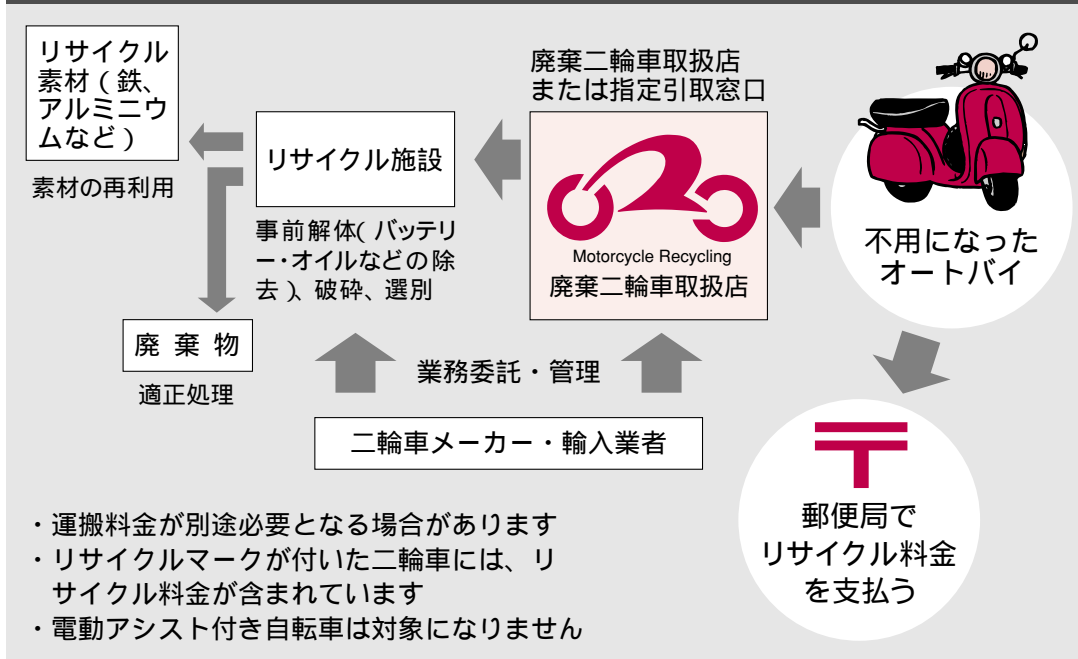 リサイクル
素材(鉄、
アルミニウ
ムなど)
素材の再利用
リサイクル施設
事前解体(バッテリ
ー・オイルなどの除
去)、破砕、選別
廃棄物
適正処理
廃棄二輪車取扱店
または指定引取窓口
Motorcycle Recycling
廃棄二輪車取扱店
不用になった
オートバイ
業務委託・管理
二輪車メーカー・輸入業者
〒
郵便局で
リサイクル料金
を支払う
・運搬料金が別途必要となる場合があります
・リサイクルマークが付いた二輪車には、リ
サイクル料金が含まれています
・電動アシスト付き自転車は対象になりません